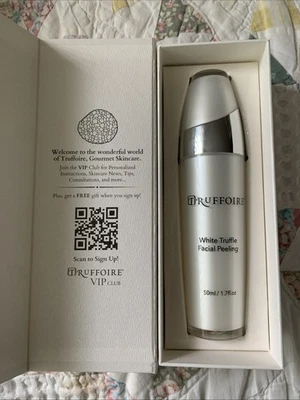 Welcome to the wonderful world
of Truffoire, Gourmet Skincare.
Join the VIP Club for Personalized
Instructions, Skincare News, Tips,
Consultations, and more...
Plus, get a FREE gift when you sign up!
Scan to Sign Up!
TRUFFOIRE
VIP CLUB
TRUFFOIRE
White Truffle
Facial Peeling
50ml / 1.7fl.oz